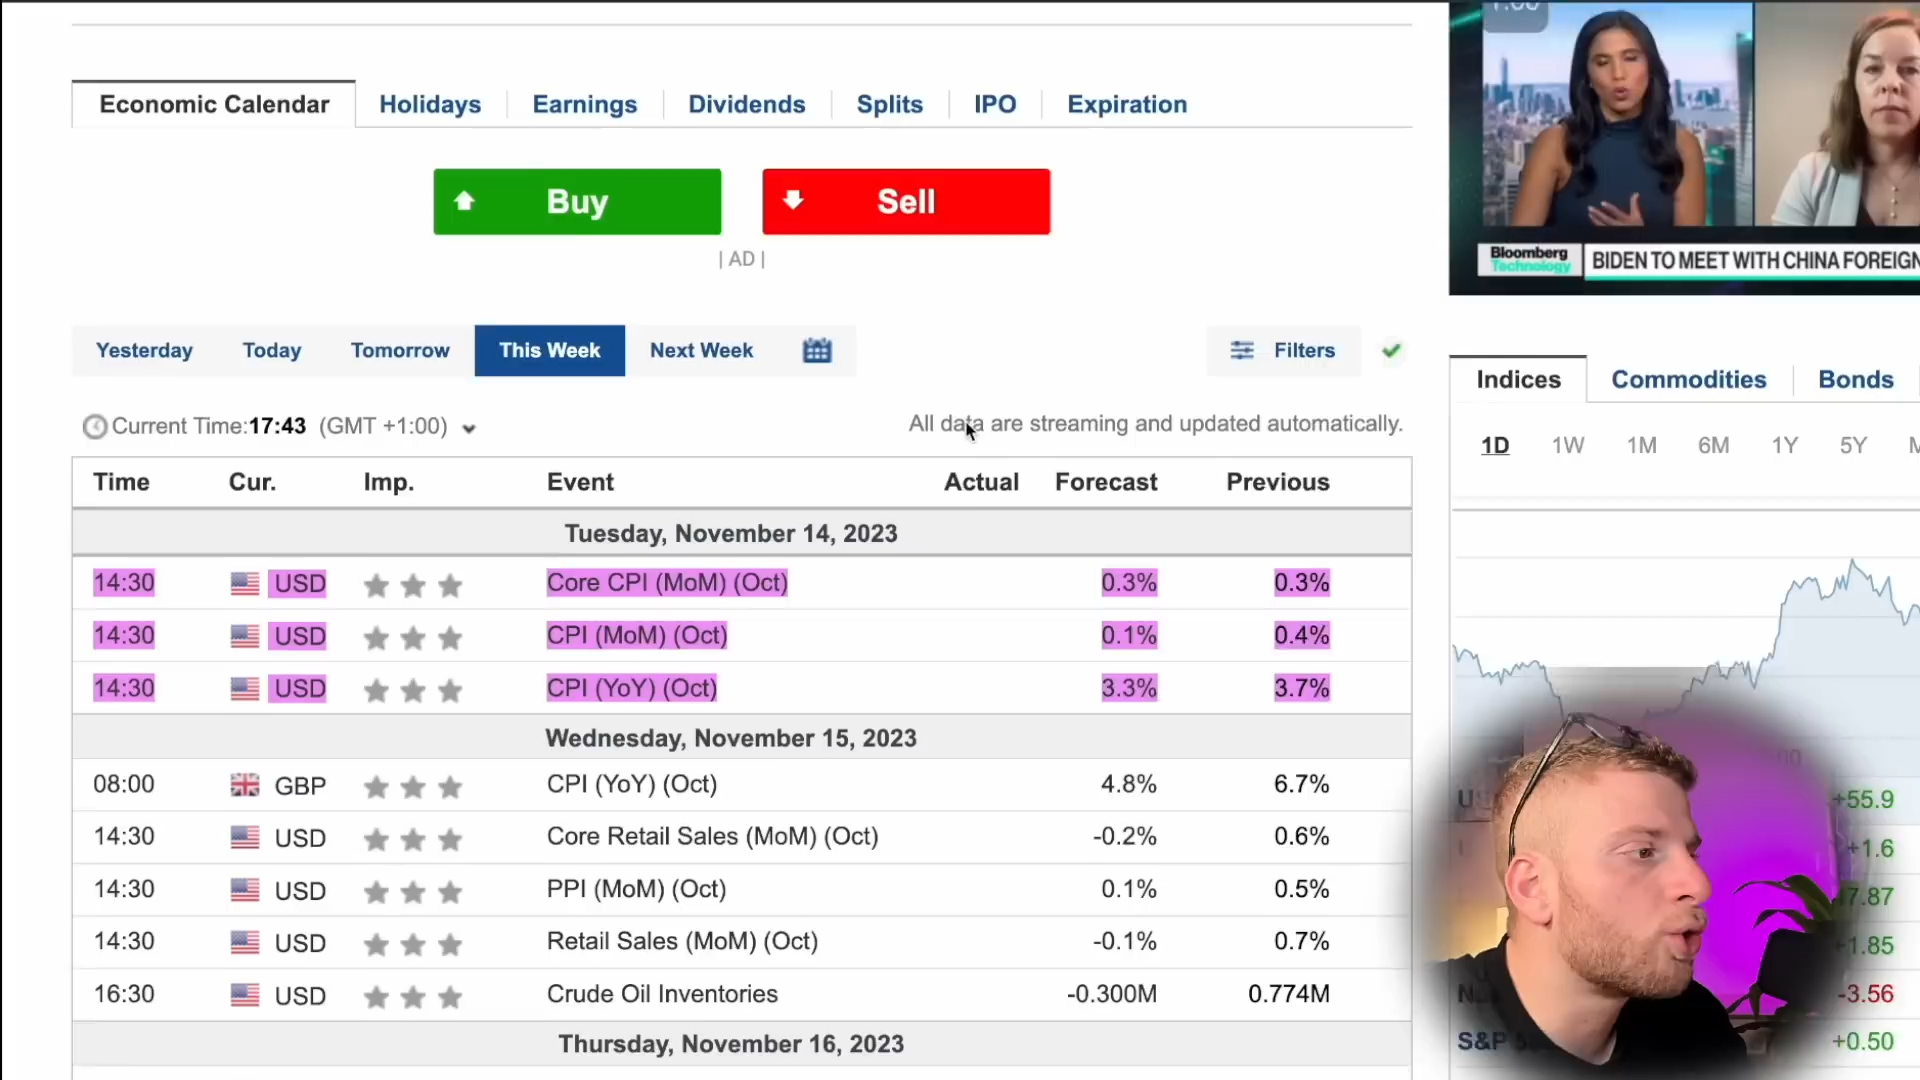 Economic Calendar Holidays Earnings Dividends Splits IPO Expiration
Buy Sell
| AD |
Bloomberg
Technology
BIDEN TO MEET WITH CHINA FOREIGN
Yesterday Today Tomorrow This Week Next Week Filters
Indices Commodities Bonds
Current Time:17:43 (GMT +1:00) All data are streaming and updated automatically.
1D 1W 1M 6M 1Y 5Y
Time Cur. Imp. Event Actual Forecast Previous
Tuesday, November 14, 2023
14:30 USD Core CPI (MoM) (Oct) 0.3% 0.3%
14:30 USD CPI (MoM) (Oct) 0.1% 0.4%
14:30 USD CPI (YoY) (Oct) 3.3% 3.7%
Wednesday, November 15, 2023
08:00 GBP CPI (YoY) (Oct) 4.8% 6.7%
14:30 USD Core Retail Sales (MoM) (Oct) -0.2% 0.6%
14:30 USD PPI (MoM) (Oct) 0.1% 0.5%
14:30 USD Retail Sales (MoM) (Oct) -0.1% 0.7%
16:30 USD Crude Oil Inventories -0.300M 0.774M
Thursday, November 16, 2023
+55.9
+1.6
+1.85
-3.56
S&P +0.50